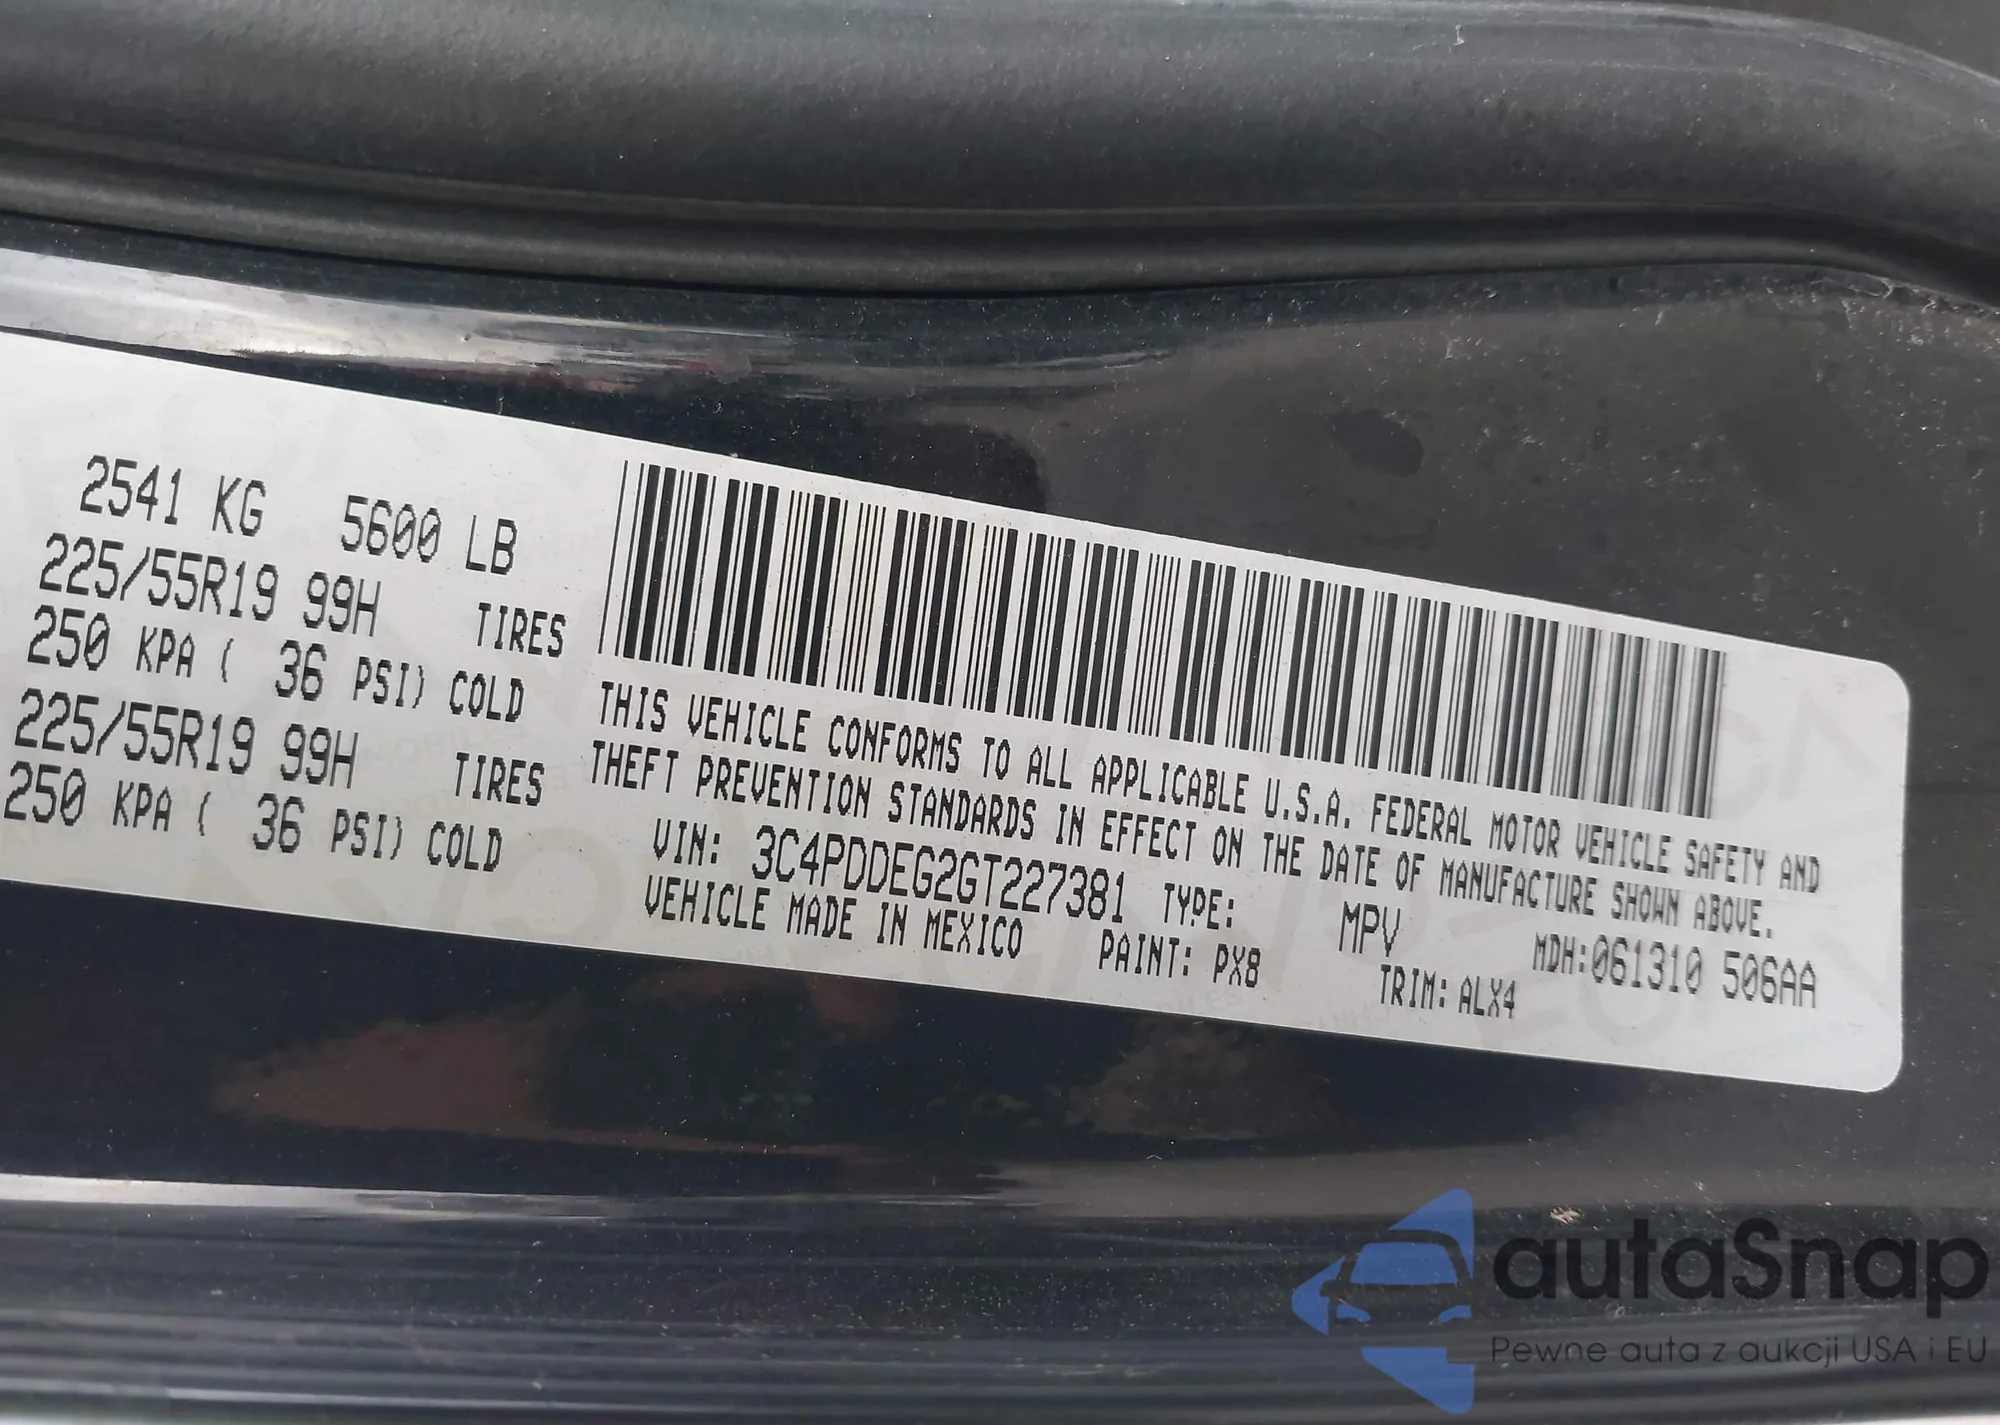 2541 KG 5600 LB
225/55R19 99H TIRES
250 KPA ( 36 PSI) COLD
225/55R19 99H TIRES
250 KPA ( 36 PSI) COLD
THIS VEHICLE CONFORMS TO ALL APPLICABLE U.S.A. FEDERAL MOTOR VEHICLE SAFETY AND
THEFT PREVENTION STANDARDS IN EFFECT ON THE DATE OF MANUFACTURE SHOWN ABOVE.
VIN: 3C4PDDEG2GT227381 TYPE: MPV MDH:061310 506AA
VEHICLE MADE IN MEXICO PAINT: PX8 TRIM: ALX4
autaSnap
Pewne auta z aukcji USA i EU